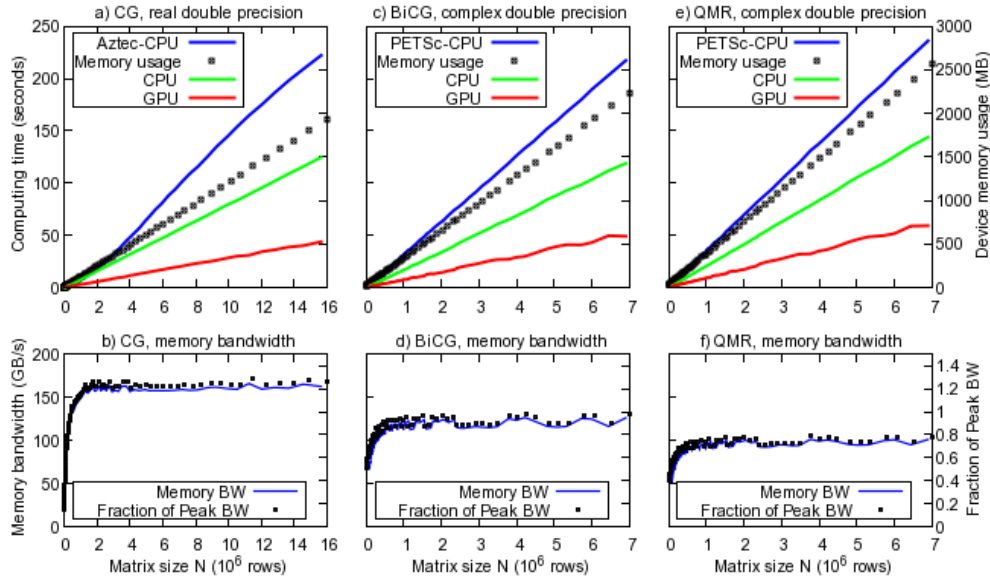 a) CG, real double precision
c) BiCG, complex double precision
e) QMR, complex double precision
Computing time (seconds)
250
200
150
100
50
0
Aztec-CPU
Memory usage
CPU
GPU
0 2 4 6 8 10 12 14 16
PETSc-CPU
Memory usage
CPU
GPU
0 1 2 3 4 5 6 7
PETSc-CPU
Memory usage
CPU
GPU
0 1 2 3 4 5 6 7
3000
2500
2000
1500
1000
500
0
Device memory usage (MB)
b) CG, memory bandwidth
d) BiCG, memory bandwidth
f) QMR, memory bandwidth
Memory bandwidth (GB/s)
200
150
100
50
0
Memory BW
Fraction of Peak BW
0 2 4 6 8 10 12 14 16
Matrix size N (10⁶ rows)
Memory BW
Fraction of Peak BW
0 1 2 3 4 5 6 7
Matrix size N (10⁶ rows)
Memory BW
Fraction of Peak BW
0 1 2 3 4 5 6 7
Matrix size N (10⁶ rows)
1.4
1.2
1
0.8
0.6
0.4
0.2
0
Fraction of Peak BW